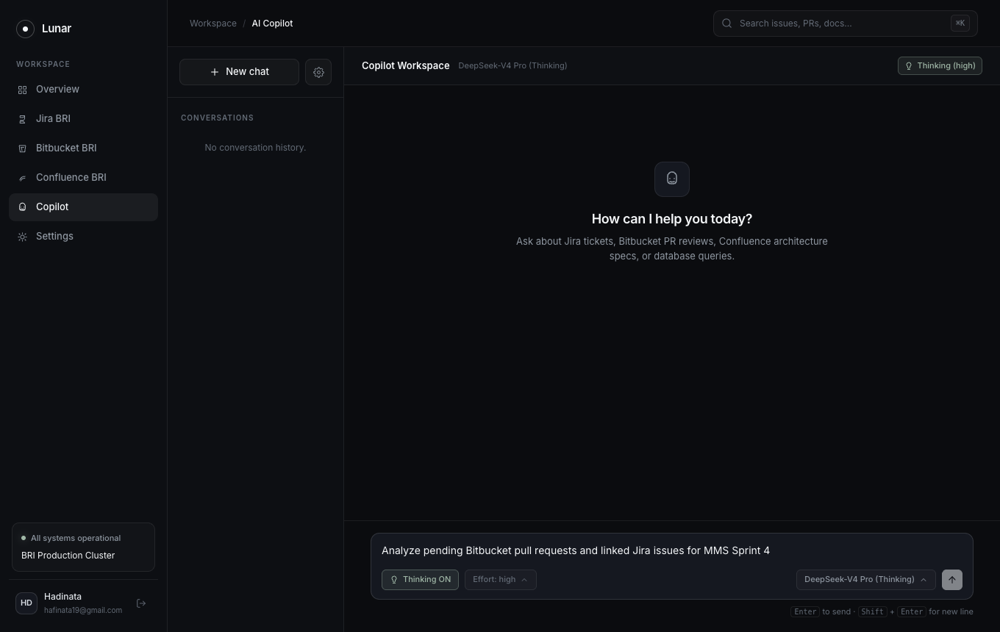 Lunar
WORKSPACE
Overview
Jira BRI
Bitbucket BRI
Confluence BRI
Copilot
Settings
All systems operational
BRI Production Cluster
HD
Hadinata
hafinata19@gmail.com
Workspace / AI Copilot
Search issues, PRs, docs...
⌘K
New chat
CONVERSATIONS
No conversation history.
Copilot Workspace DeepSeek-V4 Pro (Thinking)
Thinking (high)
How can I help you today?
Ask about Jira tickets, Bitbucket PR reviews, Confluence architecture
specs, or database queries.
Analyze pending Bitbucket pull requests and linked Jira issues for MMS Sprint 4
Thinking ON
Effort: high
DeepSeek-V4 Pro (Thinking)
Enter to send · Shift + Enter for new line